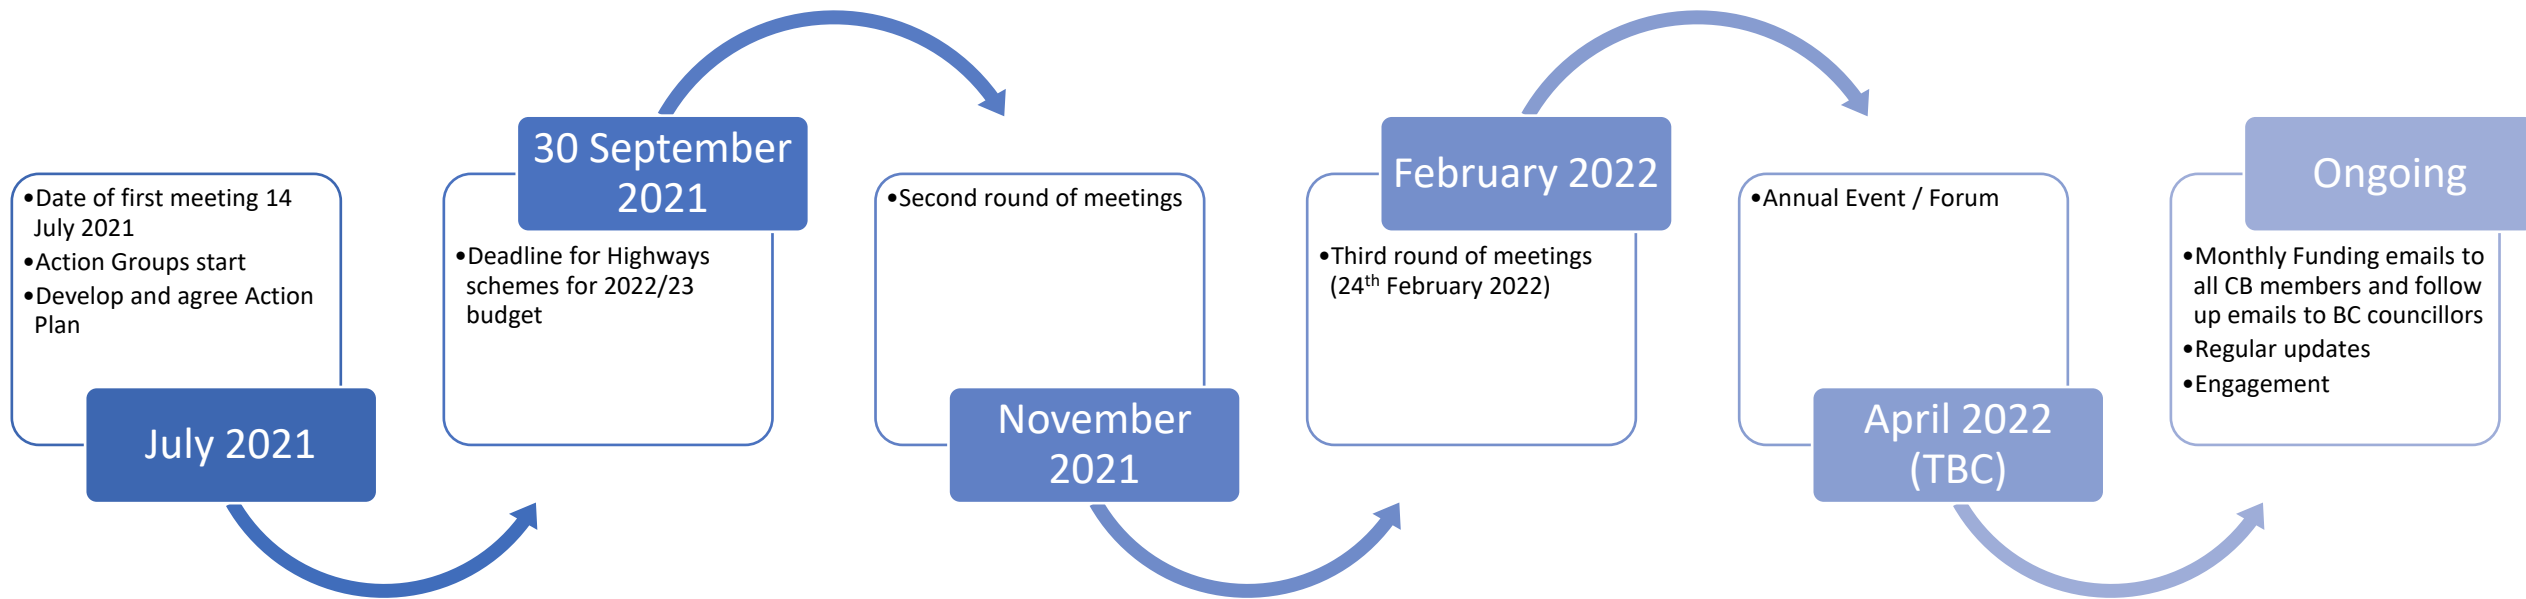 •Date of first meeting 14
July 2021
•Action Groups start
•Develop and agree Action
Plan
July 2021
30 September
2021
•Deadline for Highways
schemes for 2022/23
budget
•Second round of meetings
November
2021
February 2022
•Third round of meetings
(24th February 2022)
•Annual Event / Forum
April 2022
(TBC)
Ongoing
•Monthly Funding emails to
all CB members and follow
up emails to BC councillors
•Regular updates
•Engagement